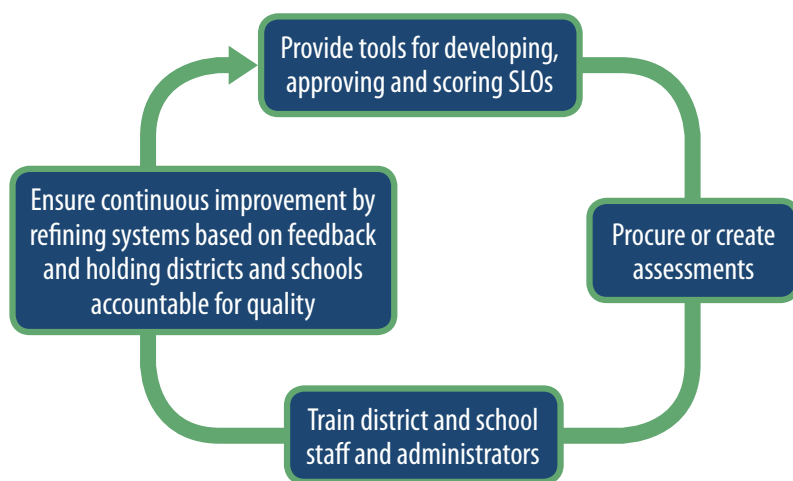 Provide tools for developing,
approving and scoring SLOs
Ensure continuous improvement by
refining systems based on feedback
and holding districts and schools
accountable for quality
Procure or create
assessments
Train district and school
staff and administrators